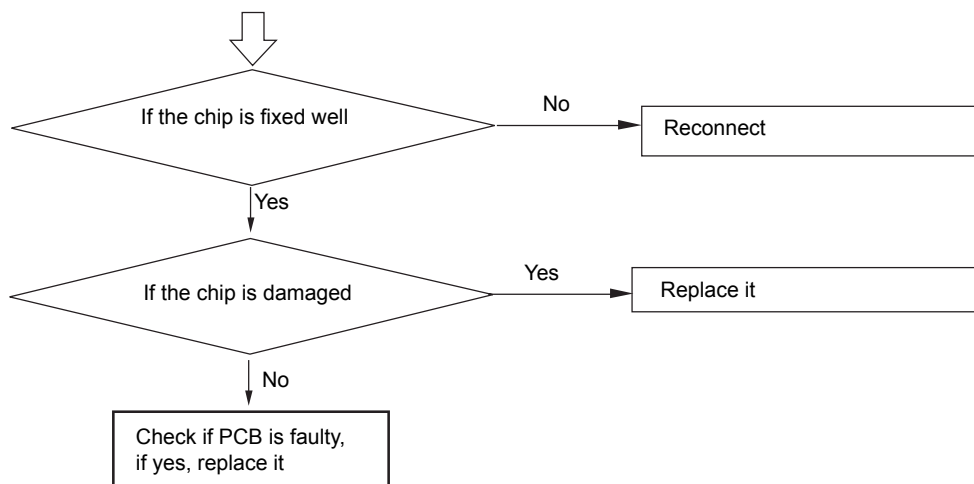 If the chip is fixed well
No
Reconnect
Yes
If the chip is damaged
Yes
Replace it
No
Check if PCB is faulty,
if yes, replace it